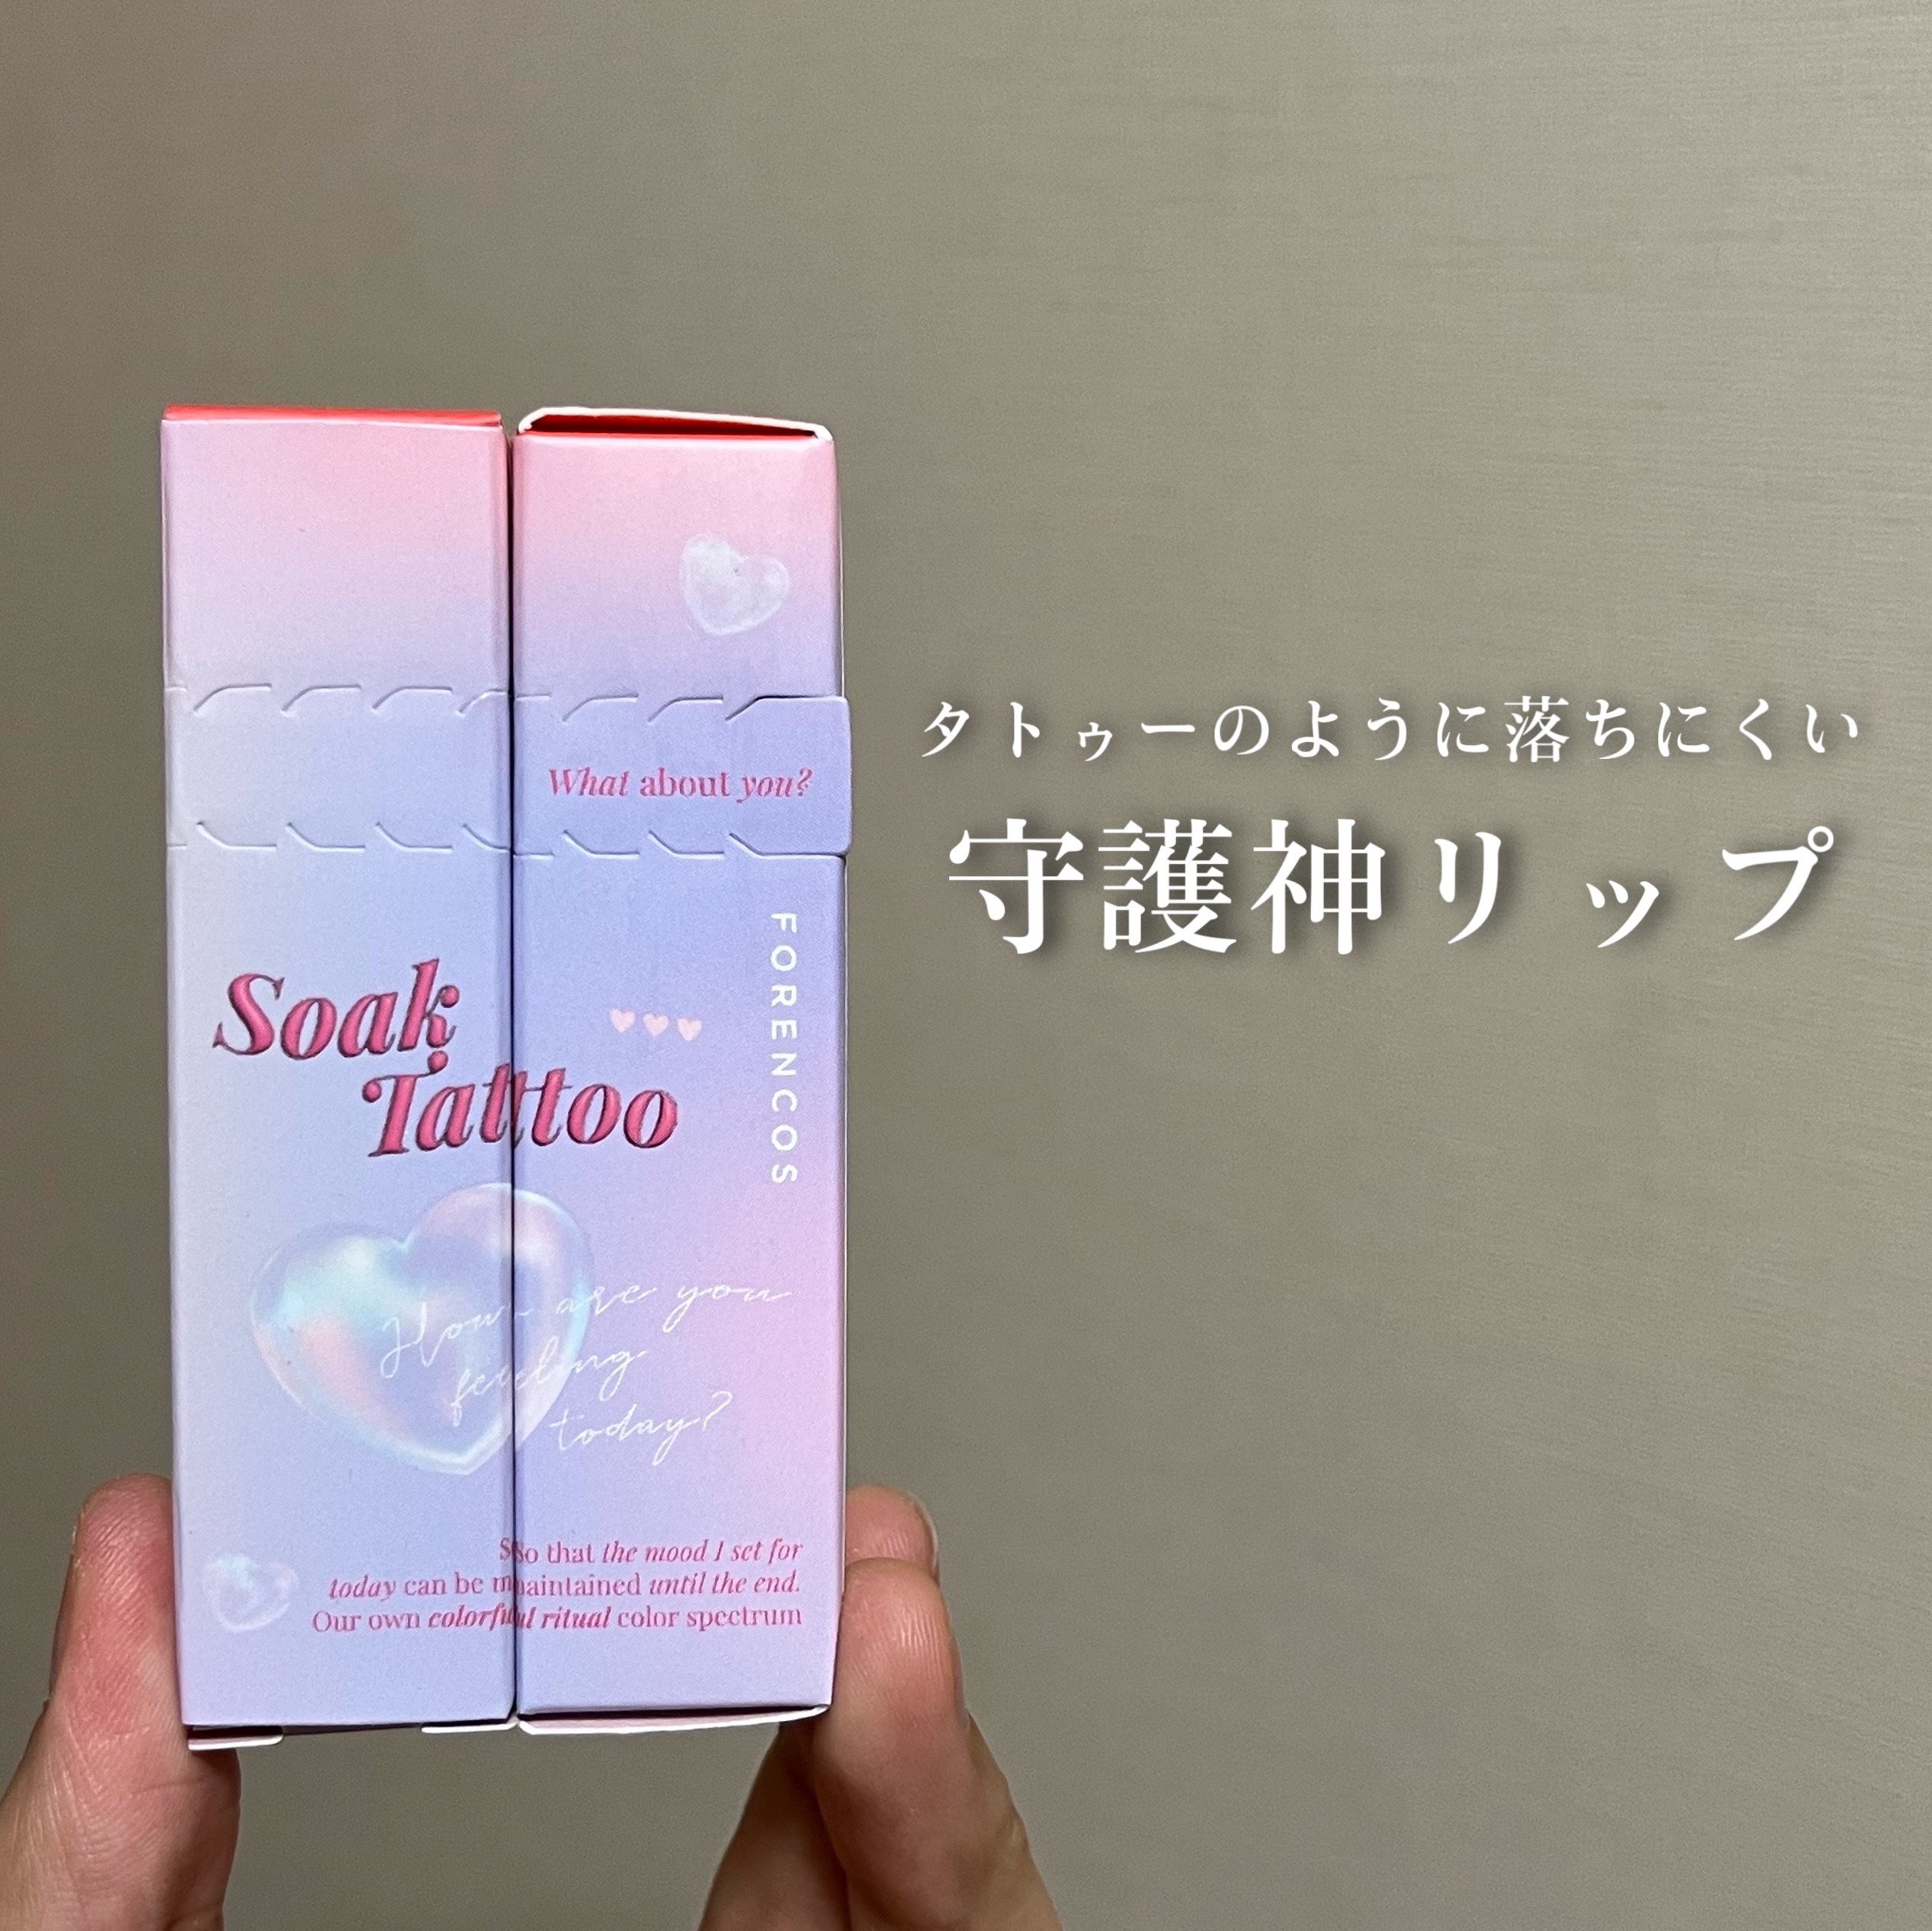 What about you?
FORENCOS
Soak
Tattoo
How are you
feeling
today?
So that the mood I set for
today can be maintained until the end.
Our own colorful ritual color spectrum
タトゥーのように落ちにくい
守護神リップ